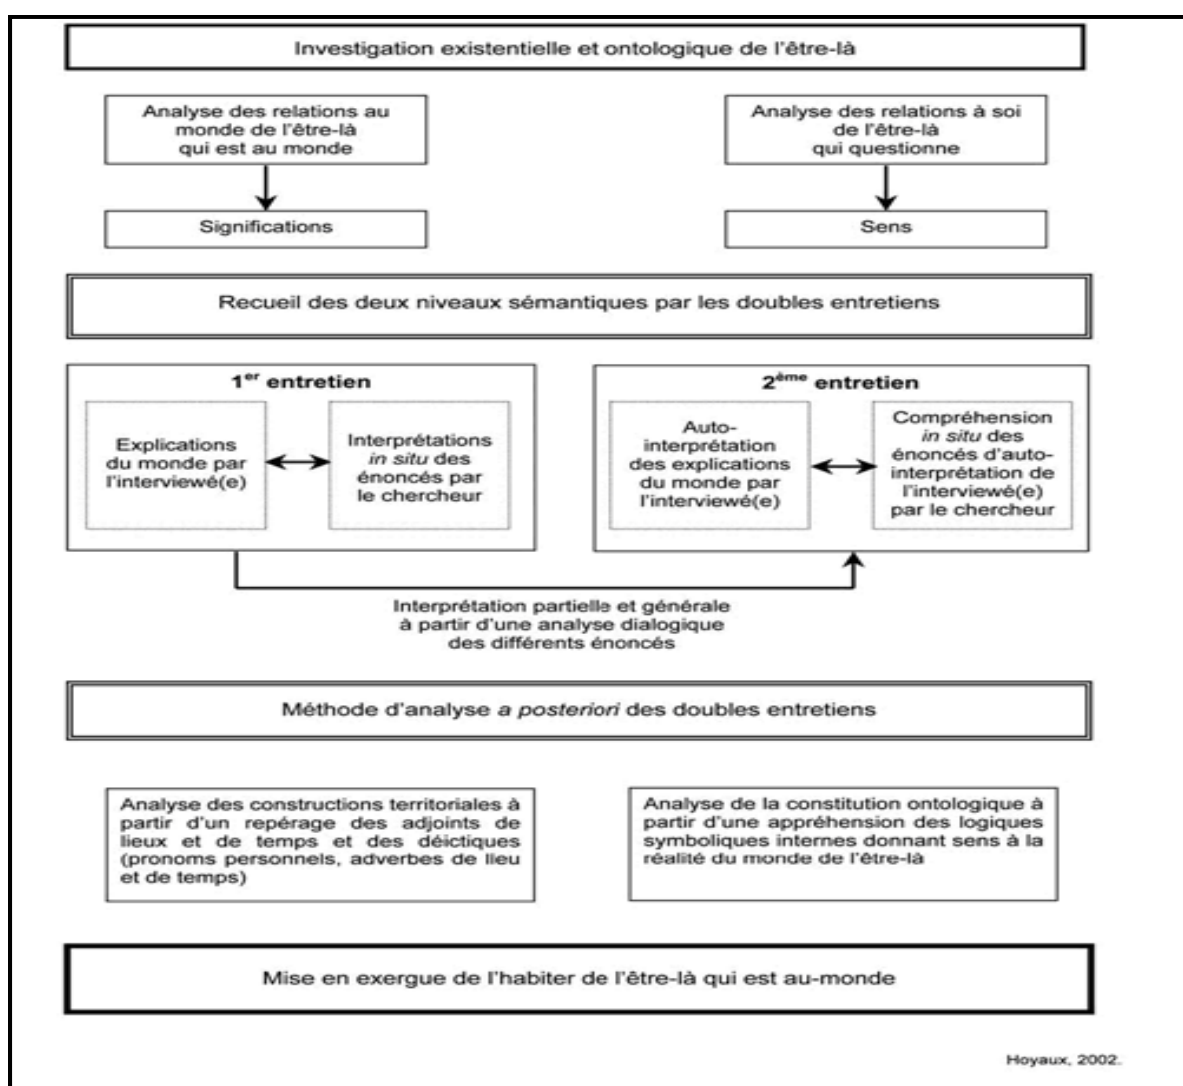 Investigation existentielle et ontologique de l'être-là
Analyse des relations au
monde de l'être-là
qui est au monde
Analyse des relations à soi
de l'être-là
qui questionne
Significations
Sens
Recueil des deux niveaux sémantiques par les doubles entretiens
1er entretien
Explications
du monde par
l'interviewé(e)
Interprétations
in situ des
énoncés par
le chercheur
2ème entretien
Auto-
interprétation
des explications
du monde par
l'interviewé(e)
Compréhension
in situ des
énoncés d'auto-
interprétation de
l'interviewé(e)
par le chercheur
Interprétation partielle et générale
à partir d'une analyse dialogique
des différents énoncés
Méthode d'analyse a posteriori des doubles entretiens
Analyse des constructions territoriales à
partir d'un repérage des adjoints de
lieux et de temps et des déictiques
(pronoms personnels, adverbes de lieu
et de temps)
Analyse de la constitution ontologique à
partir d'une appréhension des logiques
symboliques internes donnant sens à la
réalité du monde de l'être-là
Mise en exergue de l'habiter de l'être-là qui est au-monde
Hoyaux, 2002.